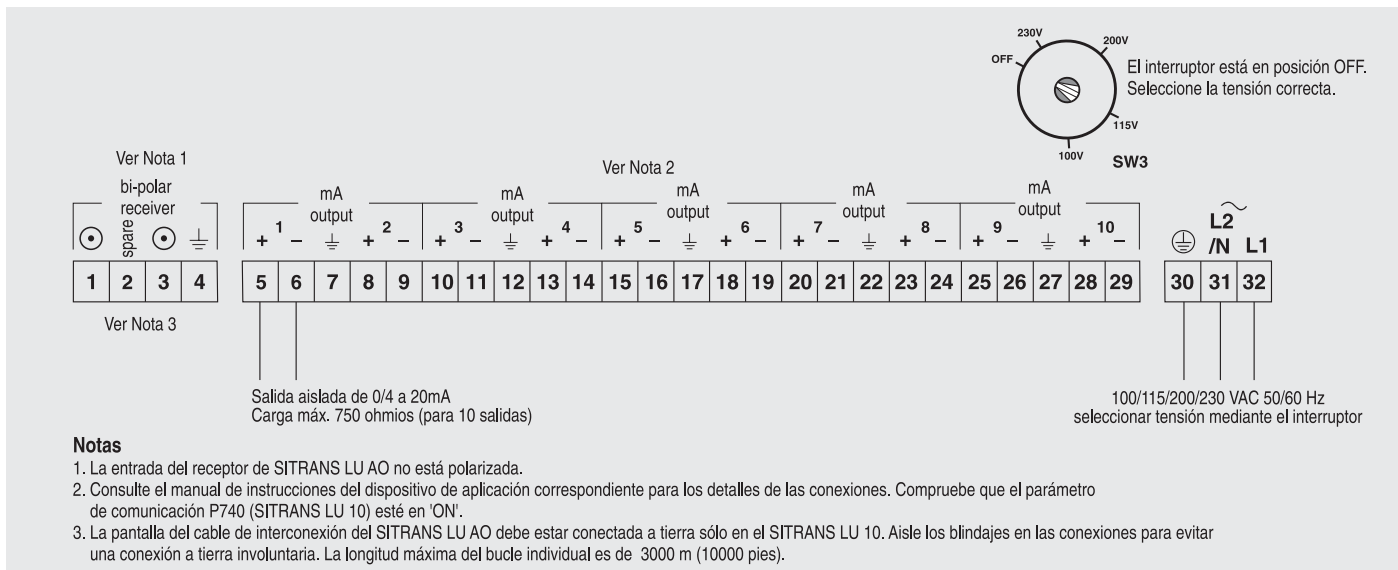 230V
200V
OFF
El interruptor está en posición OFF.
Seleccione la tensión correcta.
115V
100V
SW3
Ver Nota 1
Ver Nota 2
bi-polar
receiver
spare
mA
output
mA
output
mA
output
mA
output
mA
output
+ 1 − + 2 − + 3 − + 4 − + 5 − + 6 − + 7 − + 8 − + 9 − + 10 −
L2
/N L1
1 2 3 4 5 6 7 8 9 10 11 12 13 14 15 16 17 18 19 20 21 22 23 24 25 26 27 28 29 30 31 32
Ver Nota 3
Salida aislada de 0/4 a 20mA
Carga máx. 750 ohmios (para 10 salidas)
100/115/200/230 VAC 50/60 Hz
seleccionar tensión mediante el interruptor
Notas
1. La entrada del receptor de SITRANS LU AO no está polarizada.
2. Consulte el manual de instrucciones del dispositivo de aplicación correspondiente para los detalles de las conexiones. Compruebe que el parámetro
de comunicación P740 (SITRANS LU 10) esté en 'ON'.
3. La pantalla del cable de interconexión del SITRANS LU AO debe estar conectada a tierra sólo en el SITRANS LU 10. Aisle los blindajes en las conexiones para evitar
una conexión a tierra involuntaria. La longitud máxima del bucle individual es de 3000 m (10000 pies).